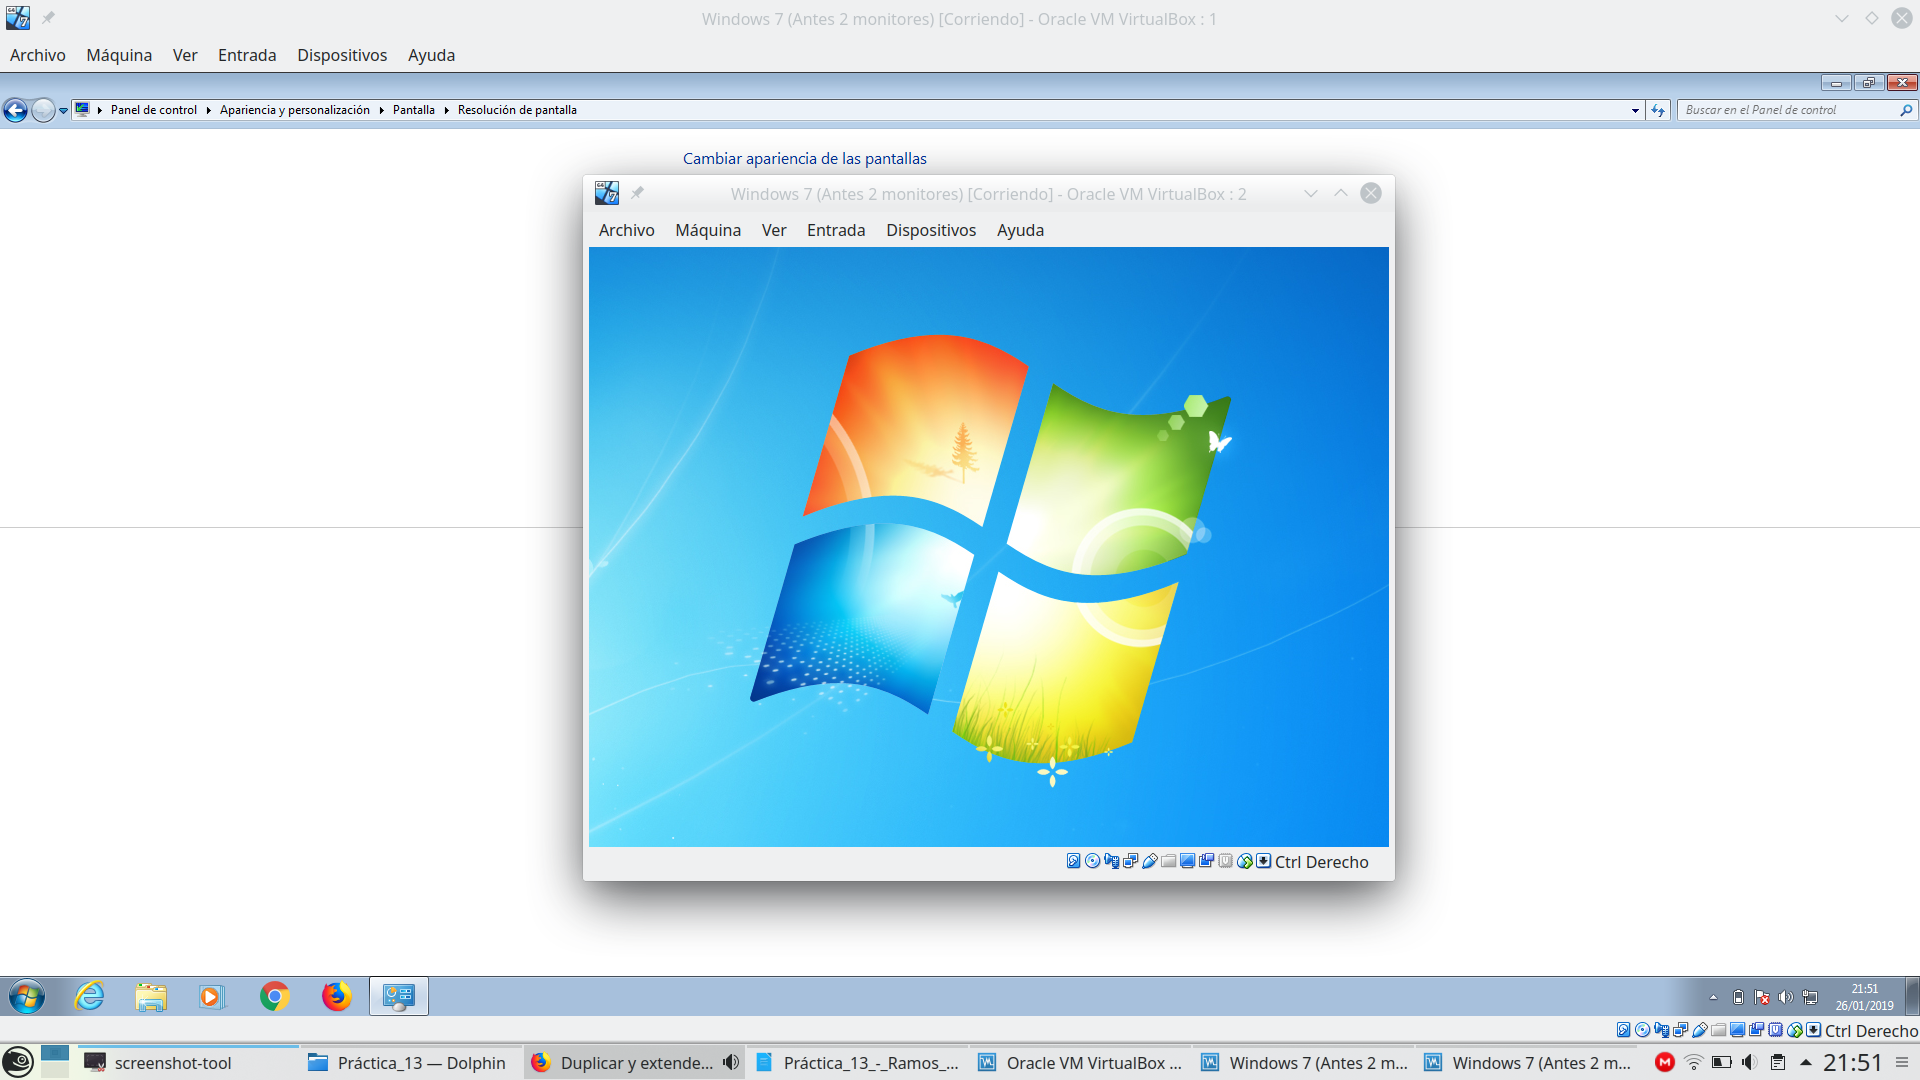 Windows 7 (Antes 2 monitores) [Corriendo] - Oracle VM VirtualBox : 1
Archivo Máquina Ver Entrada Dispositivos Ayuda
Panel de control Apariencia y personalización Pantalla Resolución de pantalla
Buscar en el Panel de control
Cambiar apariencia de las pantallas
Windows 7 (Antes 2 monitores) [Corriendo] - Oracle VM VirtualBox : 2
Archivo Máquina Ver Entrada Dispositivos Ayuda
Ctrl Derecho
21:51
26/01/2019
Ctrl Derecho
screenshot-tool
Práctica_13 — Dolphin
Duplicar y extende...
Práctica_13_-_Ramos_...
Oracle VM VirtualBox ...
Windows 7 (Antes 2 m...
Windows 7 (Antes 2 m...
21:51